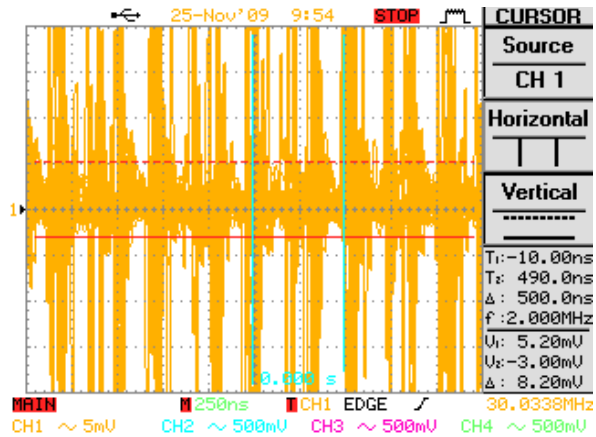 25-Nov'09 9:54 STOP
CURSOR
Source
CH 1
Horizontal
Vertical
T₁:-10.00ns
T₂: 490.0ns
Δ: 500.0ns
f:2.000MHz
V₁: 5.20mV
V₂:-3.00mV
Δ: 8.20mV
1
0.000 s
MAIN M 250ns T CH1 EDGE 30.0338MHz
CH1 ~ 5mV CH2 ~ 500mV CH3 ~ 500mV CH4 ~ 500mV